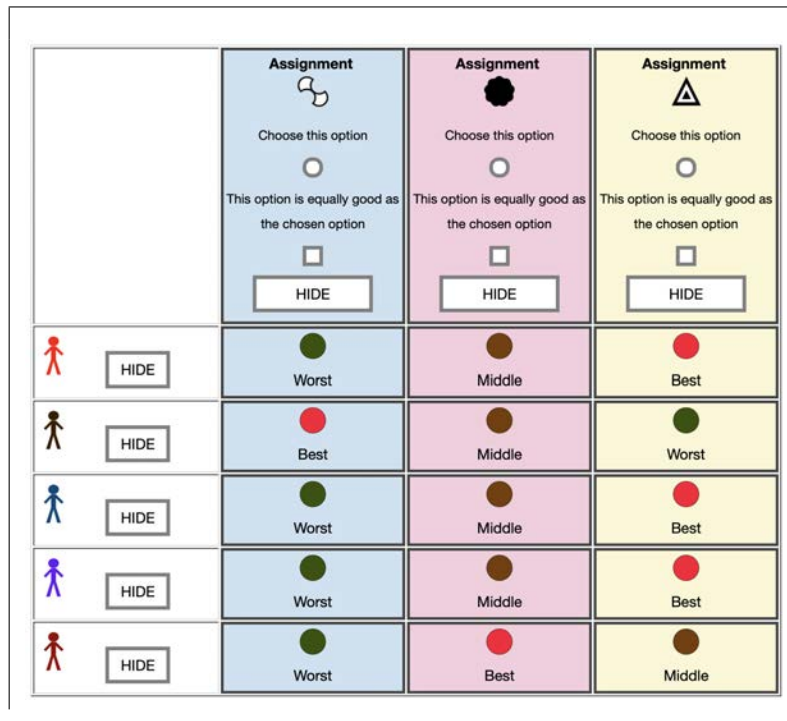 Assignment Assignment Assignment
Choose this option Choose this option Choose this option
This option is equally good as This option is equally good as This option is equally good as
the chosen option the chosen option the chosen option
HIDE HIDE HIDE
HIDE Worst Middle Best
HIDE Best Middle Worst
HIDE Worst Middle Best
HIDE Worst Middle Best
HIDE Worst Best Middle